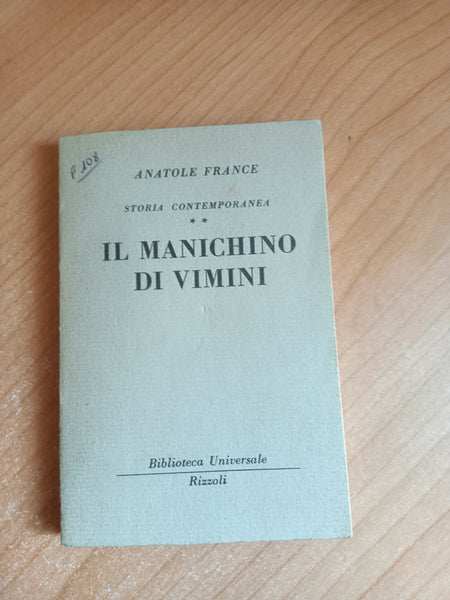 F 108
ANATOLE FRANCE
STORIA CONTEMPORANEA
★ ★
IL MANICHINO
DI VIMINI
Biblioteca Universale
Rizzoli